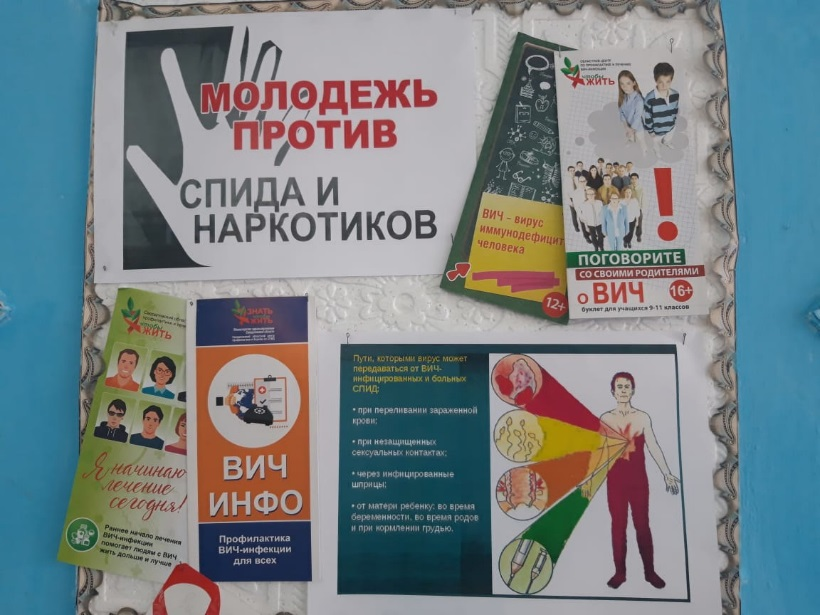 МОЛОДЕЖЬ
ПРОТИВ
СПИДА И
НАРКОТИКОВ
ВИЧ – вирус
иммунодефицит
человека
12+
ЖИТЬ
ПОГОВОРИТЕ
СО СВОИМИ РОДИТЕЛЯМИ
о ВИЧ
16+
буклет для учащихся 9-11 классов
ЖИТЬ
Я начинаю
лечение
сегодня!
Раннее начало лечения
ВИЧ-инфекции
помогает людям с ВИЧ
жить дольше и лучше
ЗНАТЬ
ЖИТЬ
ВИЧ
ИНФО
Профилактика
ВИЧ-инфекции
для всех
Пути, которыми вирус может
передаваться от ВИЧ-
инфицированных и больных
СПИД:
• при переливании зараженной
крови;
• при незащищенных
сексуальных контактах;
• через инфицированные
шприцы;
• от матери ребенку: во время
беременности, во время родов
и при кормлении грудью.